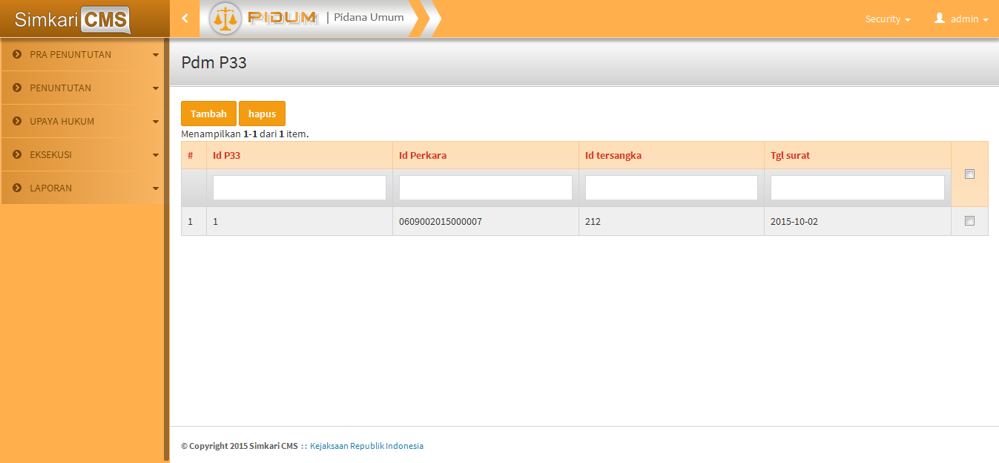 Simkari CMS
PIDUM | Pidana Umum
Security
admin
PRA PENUNTUTAN
PENUNTUTAN
UPAYA HUKUM
EKSEKUSI
LAPORAN
Pdm P33
Tambah hapus
Menampilkan 1-1 dari 1 item.
# Id P33 Id Perkara Id tersangka Tgl surat
1 1 0609002015000007 212 2015-10-02
© Copyright 2015 Simkari CMS :: Kejaksaan Republik Indonesia